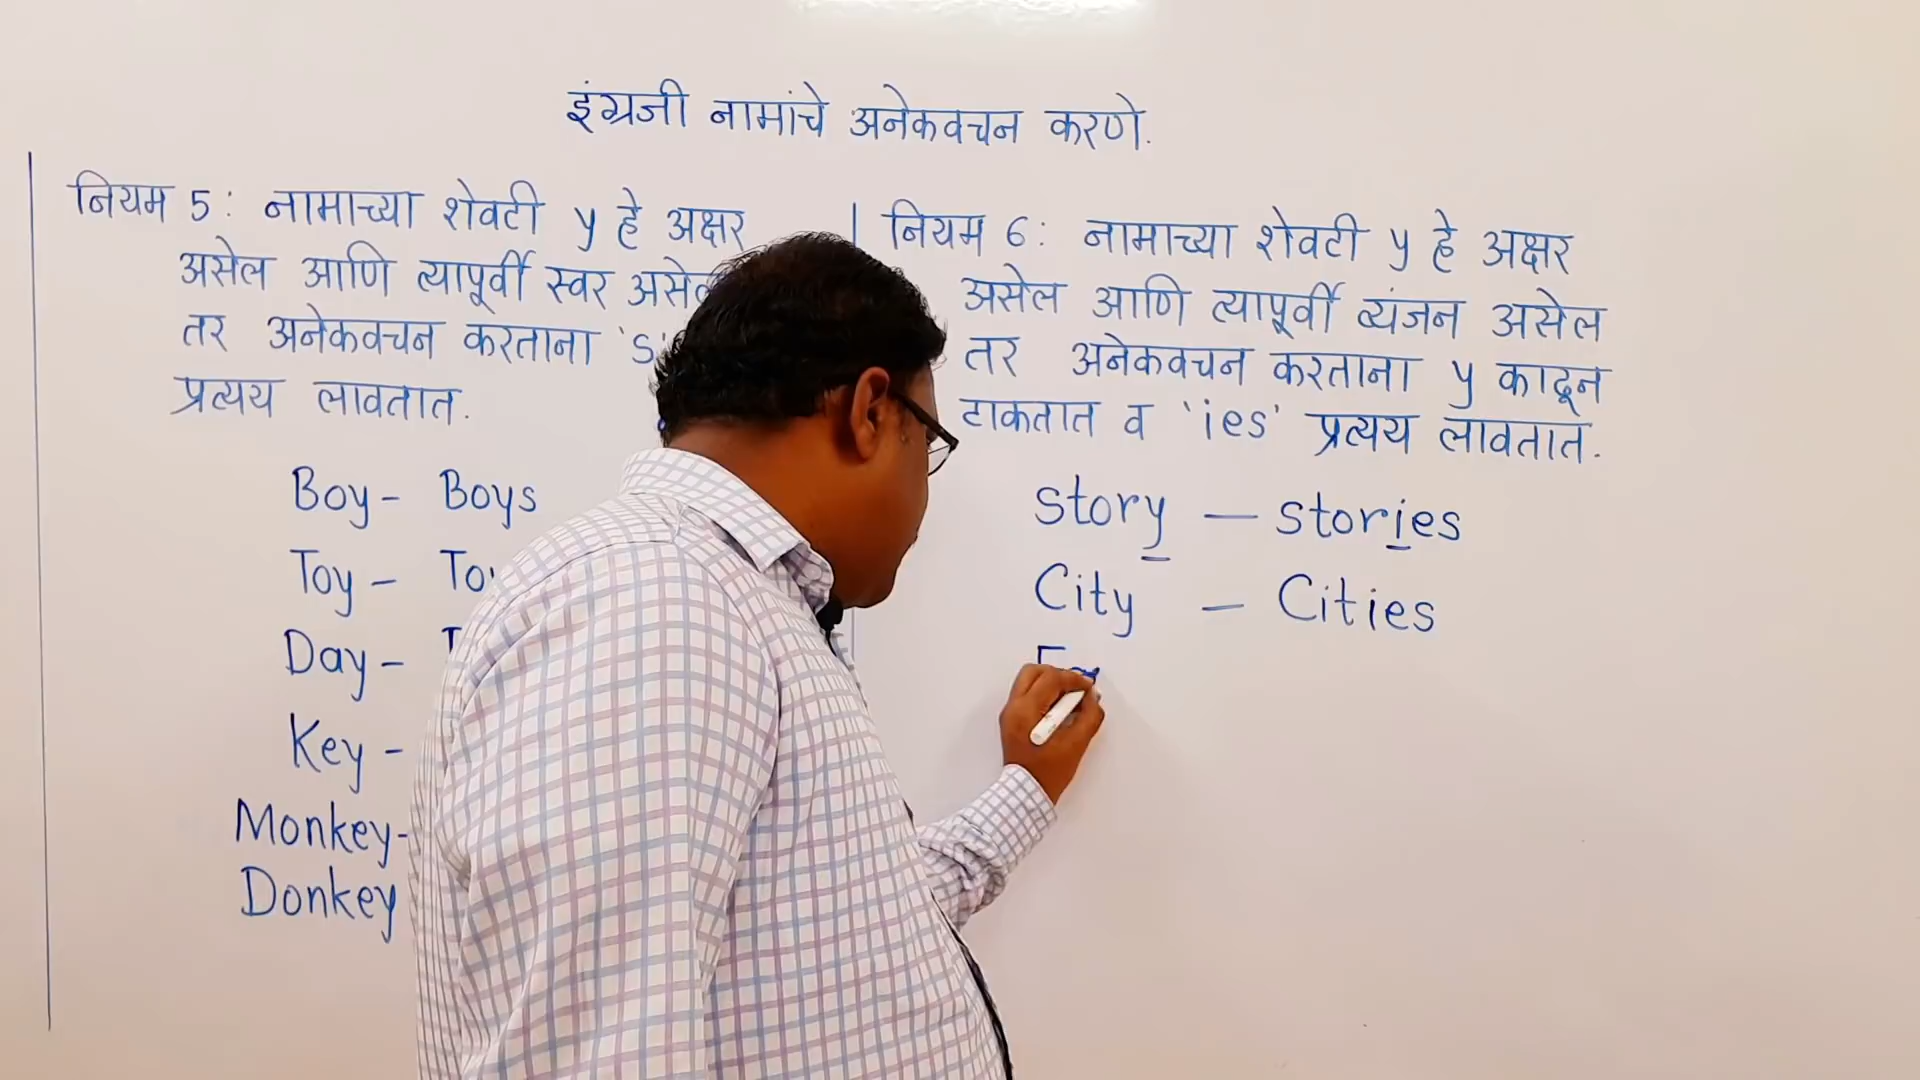 इंग्रजी नामांचे अनेकवचन करणे.
नियम 5: नामाच्या शेवटी y हे अक्षर
असेल आणि त्यापूर्वी स्वर असेल
तर अनेकवचन करताना 's'
प्रत्यय लावतात.
Boy - Boys
Toy -
Day -
Key -
Monkey-
Donkey
नियम 6: नामाच्या शेवटी y हे अक्षर
असेल आणि त्यापूर्वी व्यंजन असेल
तर अनेकवचन करताना y काढून
टाकतात व 'ies' प्रत्यय लावतात.
Story — Stories
City — Cities